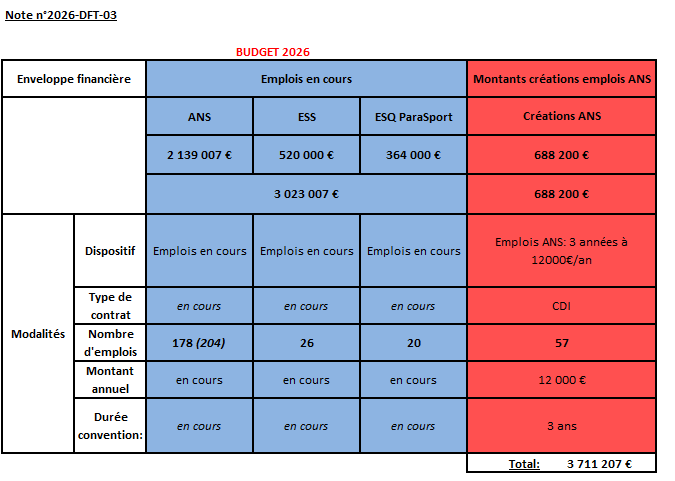 Note n°2026-DFT-03
BUDGET 2026
Enveloppe financière
Emplois en cours
Montants créations emplois ANS
ANS
ESS
ESQ ParaSport
Créations ANS
2 139 007 €
520 000 €
364 000 €
688 200 €
3 023 007 €
688 200 €
Modalités
Dispositif
Emplois en cours
Emplois en cours
Emplois en cours
Emplois ANS: 3 années à
12000€/an
Type de
contrat
en cours
en cours
en cours
CDI
Nombre
d'emplois
178 (204)
26
20
57
Montant
annuel
en cours
en cours
en cours
12 000 €
Durée
convention:
en cours
en cours
en cours
3 ans
Total: 3 711 207 €